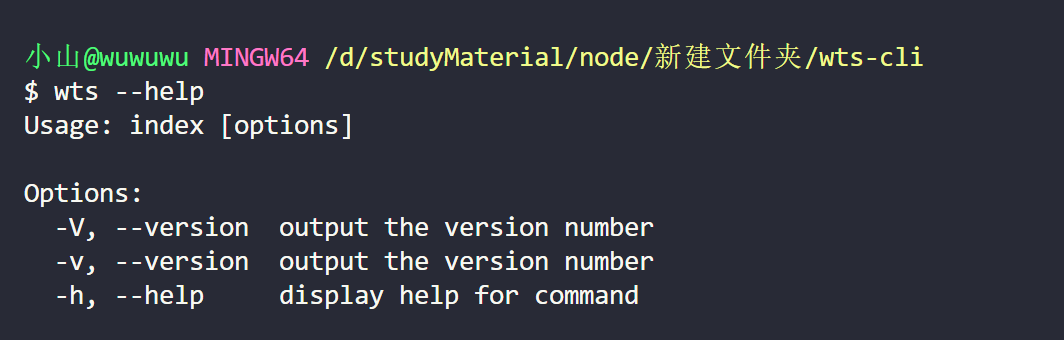 小山@wuwuwu MINGW64 /d/studyMaterial/node/新建文件夹/wts-cli
$ wts --help
Usage: index [options]

Options:
  -V, --version  output the version number
  -v, --version  output the version number
  -h, --help     display help for command